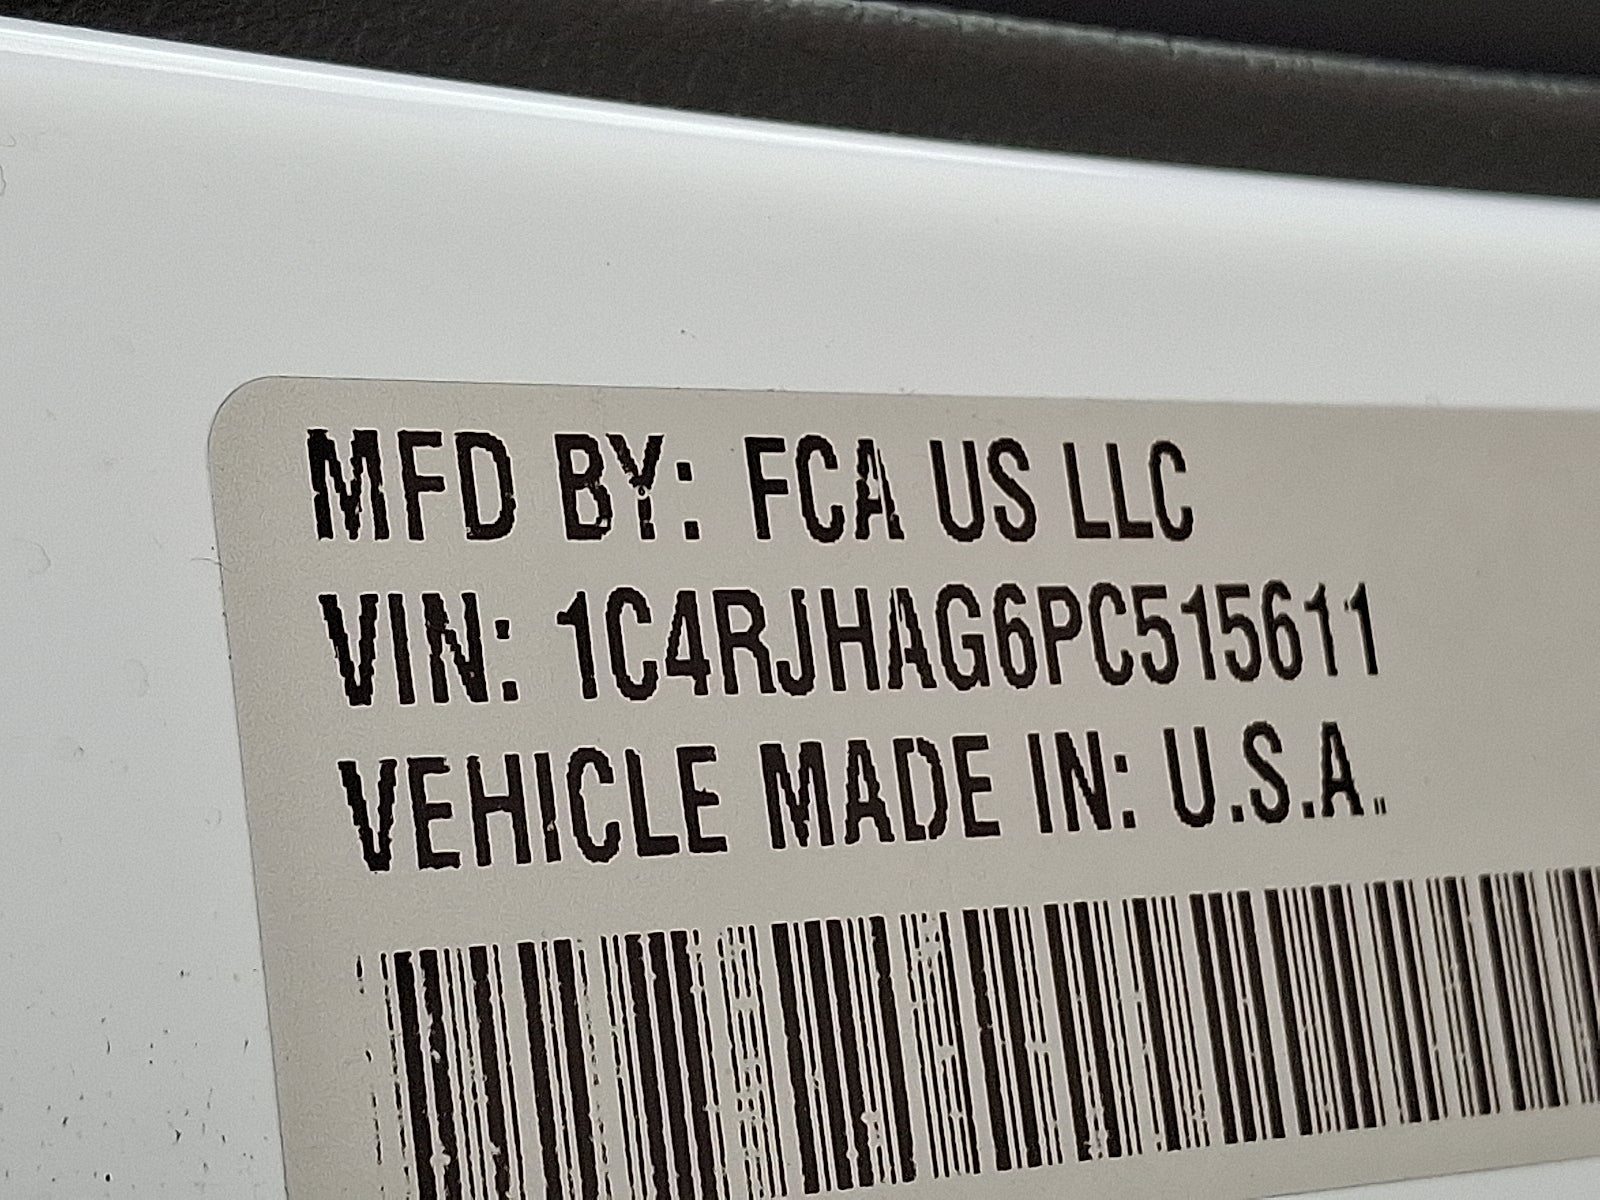 MFD BY: FCA US LLC
VIN: 1C4RJHAG6PC515611
VEHICLE MADE IN: U.S.A.